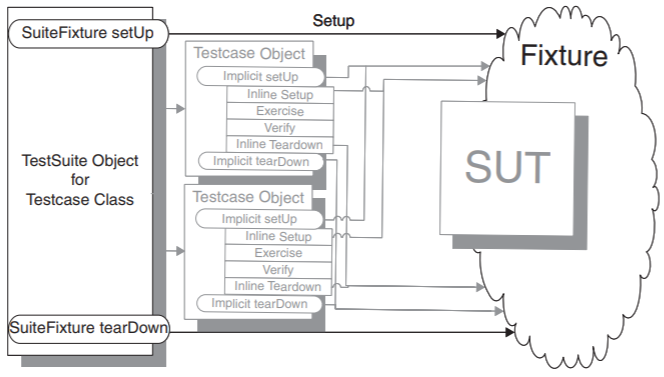 Setup
SuiteFixture setUp
Fixture
Testcase Object
Implicit setUp
Inline Setup
Exercise
Verify
Inline Teardown
Implicit tearDown
TestSuite Object
for
Testcase Class
SUT
Testcase Object
Implicit setUp
Inline Setup
Exercise
Verify
Inline Teardown
Implicit tearDown
SuiteFixture tearDown